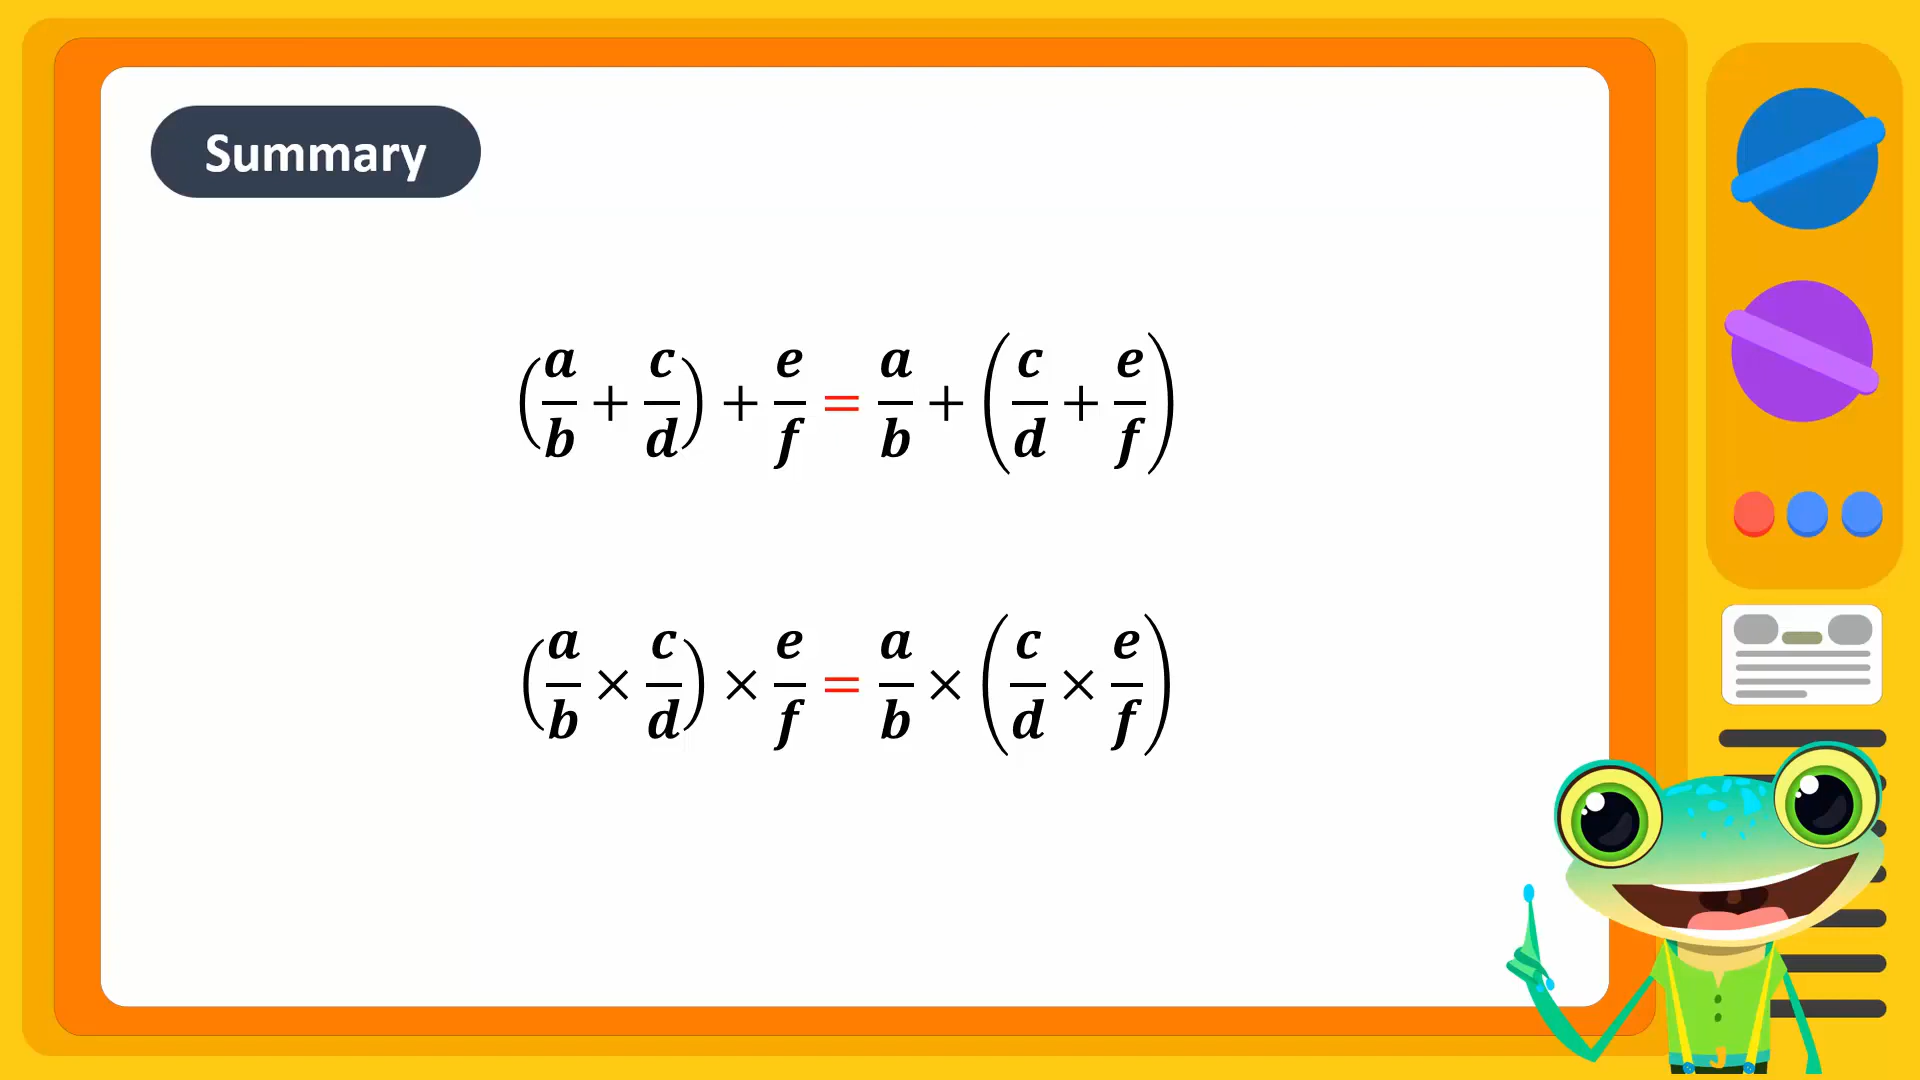 Summary
(a/b + c/d) + e/f = a/b + (c/d + e/f)
(a/b × c/d) × e/f = a/b × (c/d × e/f)